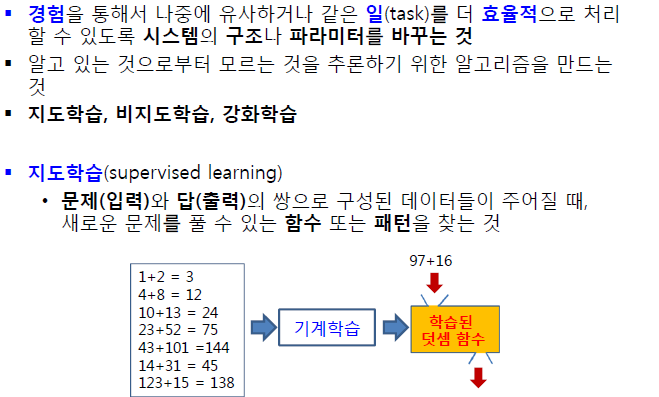 ▪ 경험을 통해서 나중에 유사하거나 같은 일(task)를 더 효율적으로 처리
할 수 있도록 시스템의 구조나 파라미터를 바꾸는 것
▪ 알고 있는 것으로부터 모르는 것을 추론하기 위한 알고리즘을 만드는
것
▪ 지도학습, 비지도학습, 강화학습
▪ 지도학습(supervised learning)
• 문제(입력)와 답(출력)의 쌍으로 구성된 데이터들이 주어질 때,
새로운 문제를 풀 수 있는 함수 또는 패턴을 찾는 것
1+2 = 3
4+8 = 12
10+13 = 24
23+52 = 75
43+101 =144
14+31 = 45
123+15 = 138
기계학습
97+16
학습된
덧셈 함수